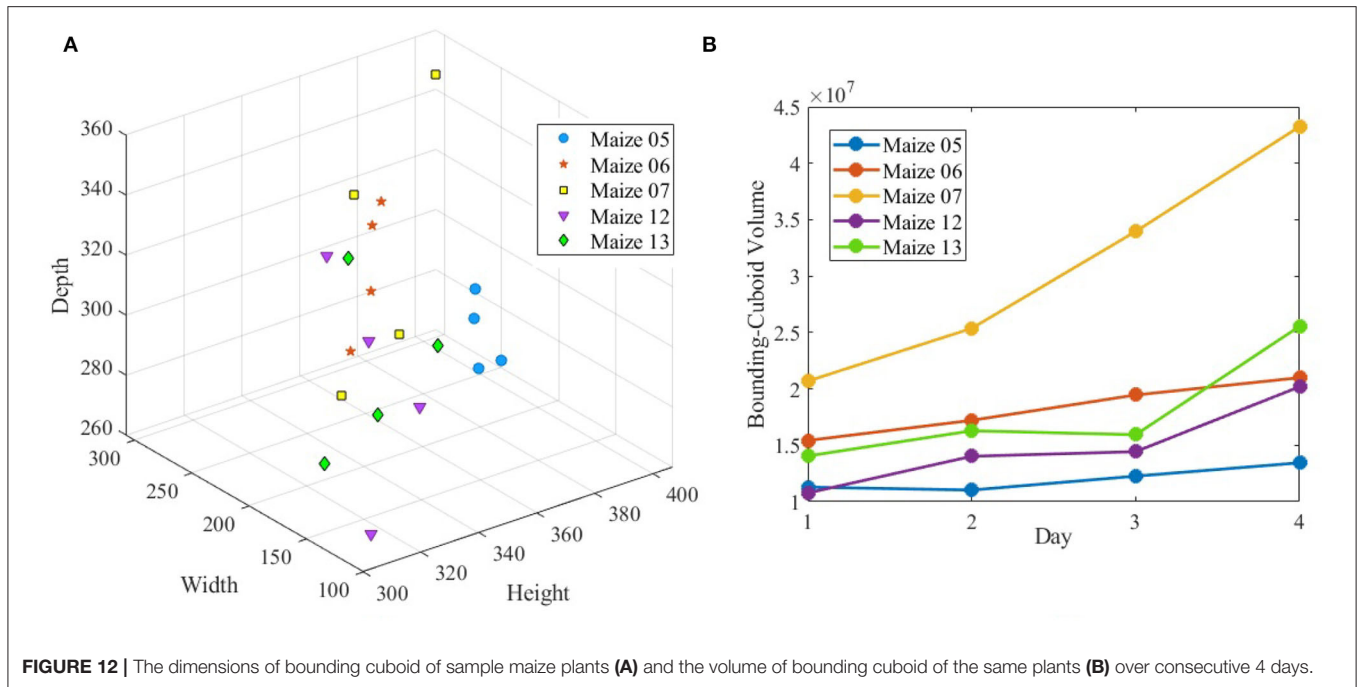 A
360
340
320
300
280
260
Depth
300
250
200
150
100
Width
300
320
340
360
380
400
Height
Maize 05
Maize 06
Maize 07
Maize 12
Maize 13
B
×10⁷
4.5
4
3.5
3
2.5
2
1.5
1
Bounding-Cuboid Volume
Maize 05
Maize 06
Maize 07
Maize 12
Maize 13
1
2
3
4
Day
FIGURE 12 | The dimensions of bounding cuboid of sample maize plants (A) and the volume of bounding cuboid of the same plants (B) over consecutive 4 days.